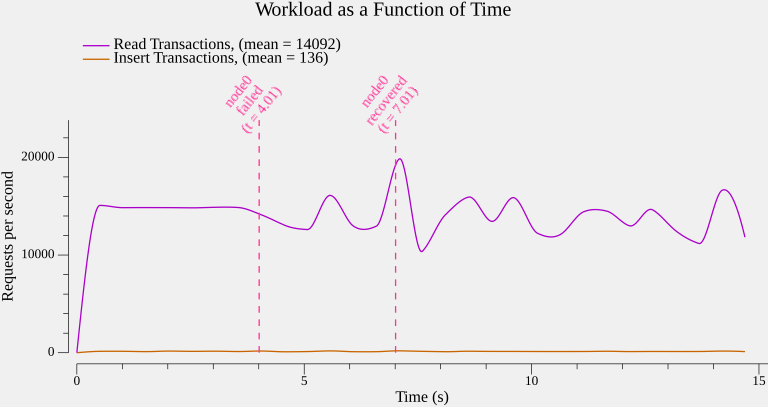 Workload as a Function of Time
Read Transactions, (mean = 14092)
Insert Transactions, (mean = 136)
node0
failed
(t = 4.01)
node0
recovered
(t = 7.01)
Requests per second
20000
10000
0
0
5
10
15
Time (s)